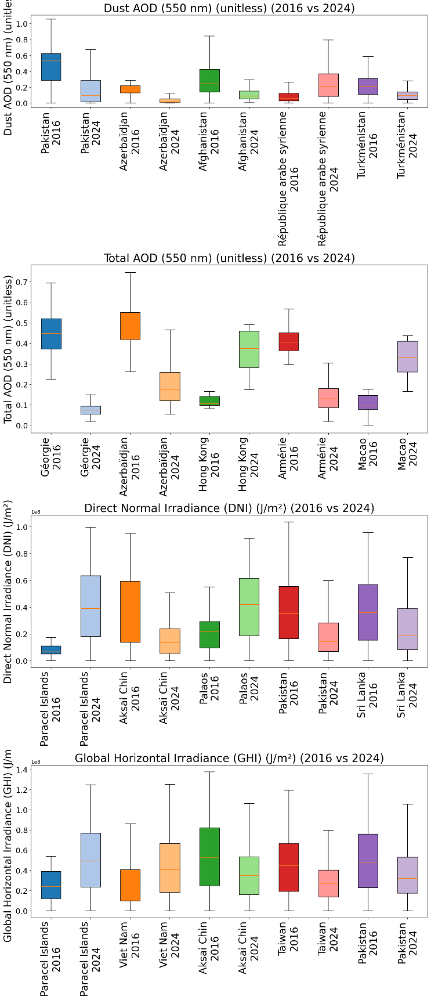 Dust AOD (550 nm) (unitless) (2016 vs 2024)
Dust AOD (550 nm) (unitles
1.0
0.8
0.6
0.4
0.2
0.0
Pakistan
2016
Pakistan
2024
Azerbaïdjan
2016
Azerbaïdjan
2024
Afghanistan
2016
Afghanistan
2024
République arabe syrienne
2016
République arabe syrienne
2024
Turkménistan
2016
Turkménistan
2024
Total AOD (550 nm) (unitless) (2016 vs 2024)
Total AOD (550 nm) (unitless)
0.7
0.6
0.5
0.4
0.3
0.2
0.1
0.0
Géorgie
2016
Géorgie
2024
Azerbaïdjan
2016
Azerbaïdjan
2024
Hong Kong
2016
Hong Kong
2024
Arménie
2016
Arménie
2024
Macao
2016
Macao
2024
Direct Normal Irradiance (DNI) (J/m²) (2016 vs 2024)
Direct Normal Irradiance (DNI) (J/m²)
1e8
1.0
0.8
0.6
0.4
0.2
0.0
Paracel Islands
2016
Paracel Islands
2024
Aksai Chin
2016
Aksai Chin
2024
Palaos
2016
Palaos
2024
Pakistan
2016
Pakistan
2024
Sri Lanka
2016
Sri Lanka
2024
Global Horizontal Irradiance (GHI) (J/m²) (2016 vs 2024)
Global Horizontal Irradiance (GHI) (J/m
1e8
1.4
1.2
1.0
0.8
0.6
0.4
0.2
0.0
Paracel Islands
2016
Paracel Islands
2024
Viet Nam
2016
Viet Nam
2024
Aksai Chin
2016
Aksai Chin
2024
Taiwan
2016
Taiwan
2024
Pakistan
2016
Pakistan
2024